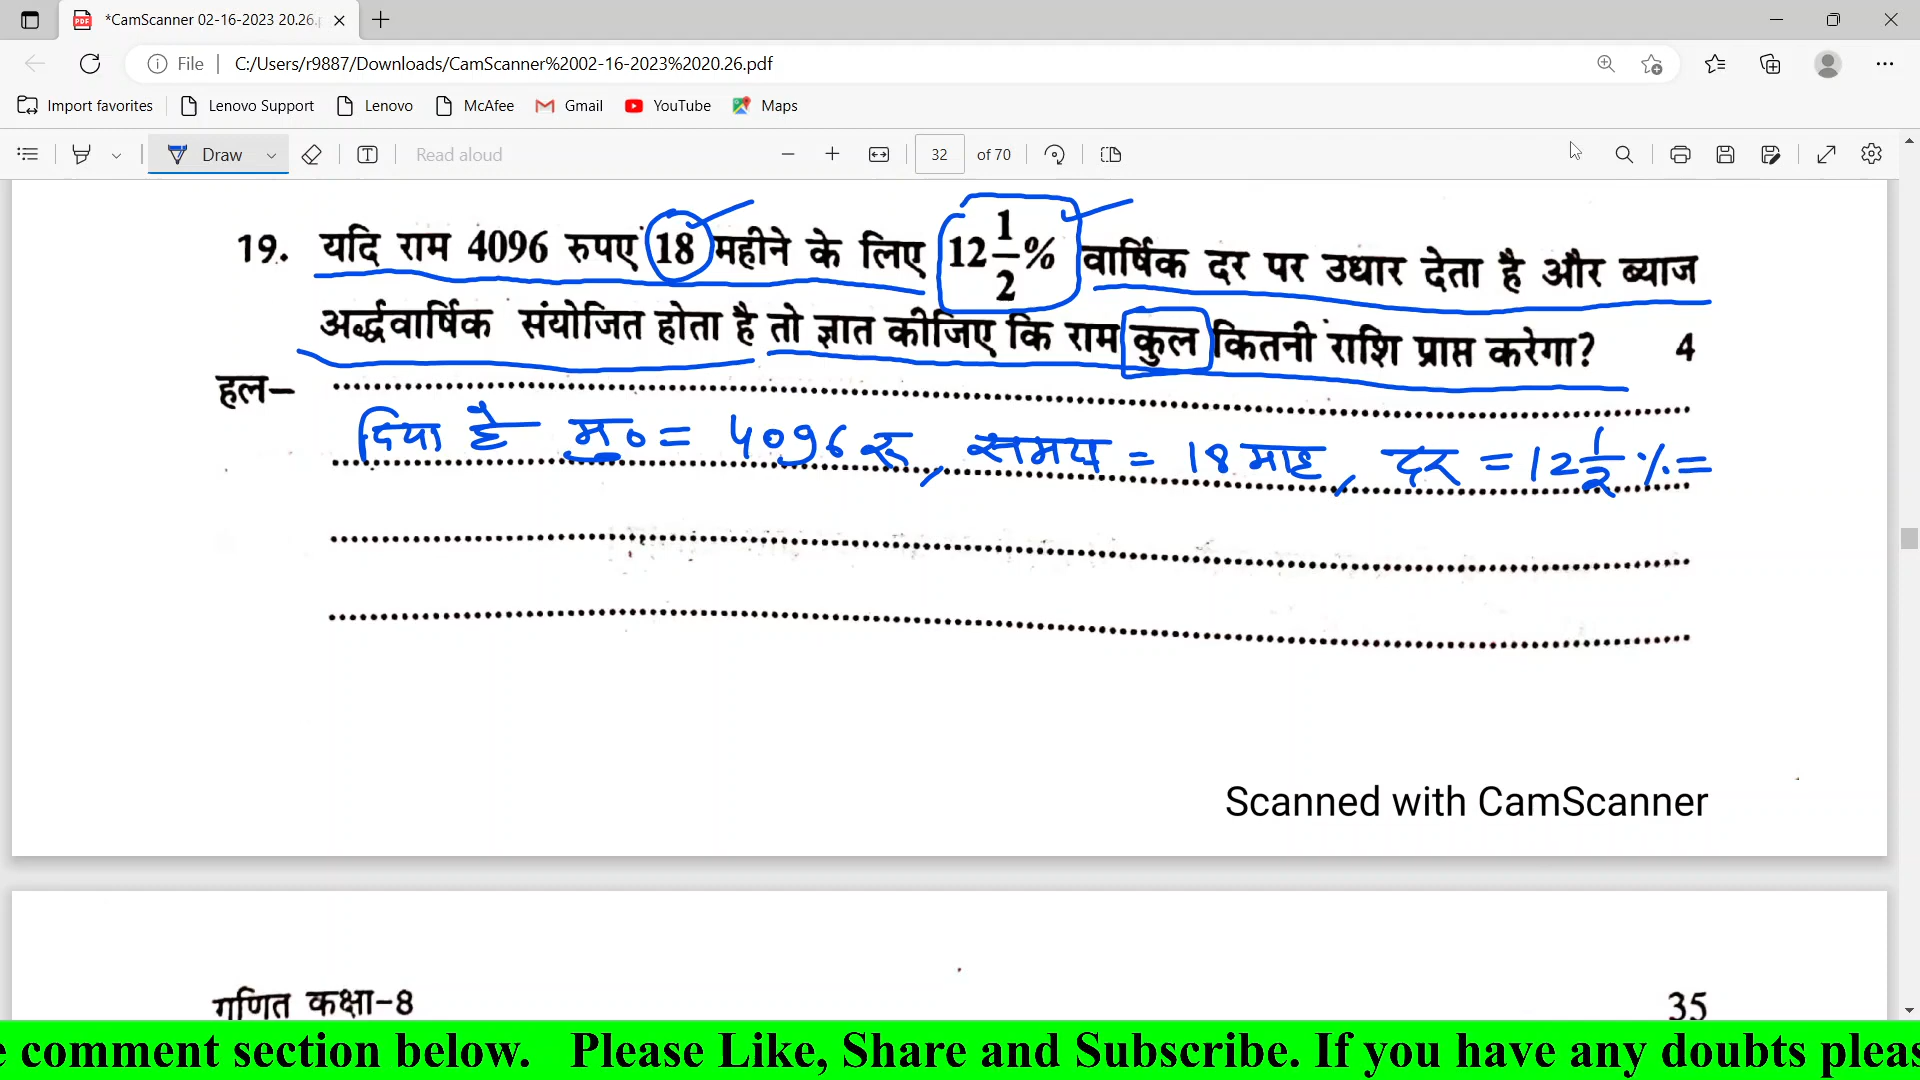 *CamScanner 02-16-2023 20.26.
File C:/Users/r9887/Downloads/CamScanner%2002-16-2023%2020.26.pdf
Import favorites Lenovo Support Lenovo McAfee Gmail YouTube Maps
Draw Read aloud 32 of 70
19. यदि राम 4096 रुपए 18 महीने के लिए 12 1/2 % वार्षिक दर पर उधार देता है और ब्याज
अर्द्धवार्षिक संयोजित होता है तो ज्ञात कीजिए कि राम कुल कितनी राशि प्राप्त करेगा? 4
हल–
दिया है म० = 4096 रू, समय = 18 माह, दर = 12 1/2 % =
Scanned with CamScanner
गणित कक्षा-8 35
e comment section below. Please Like, Share and Subscribe. If you have any doubts pleas